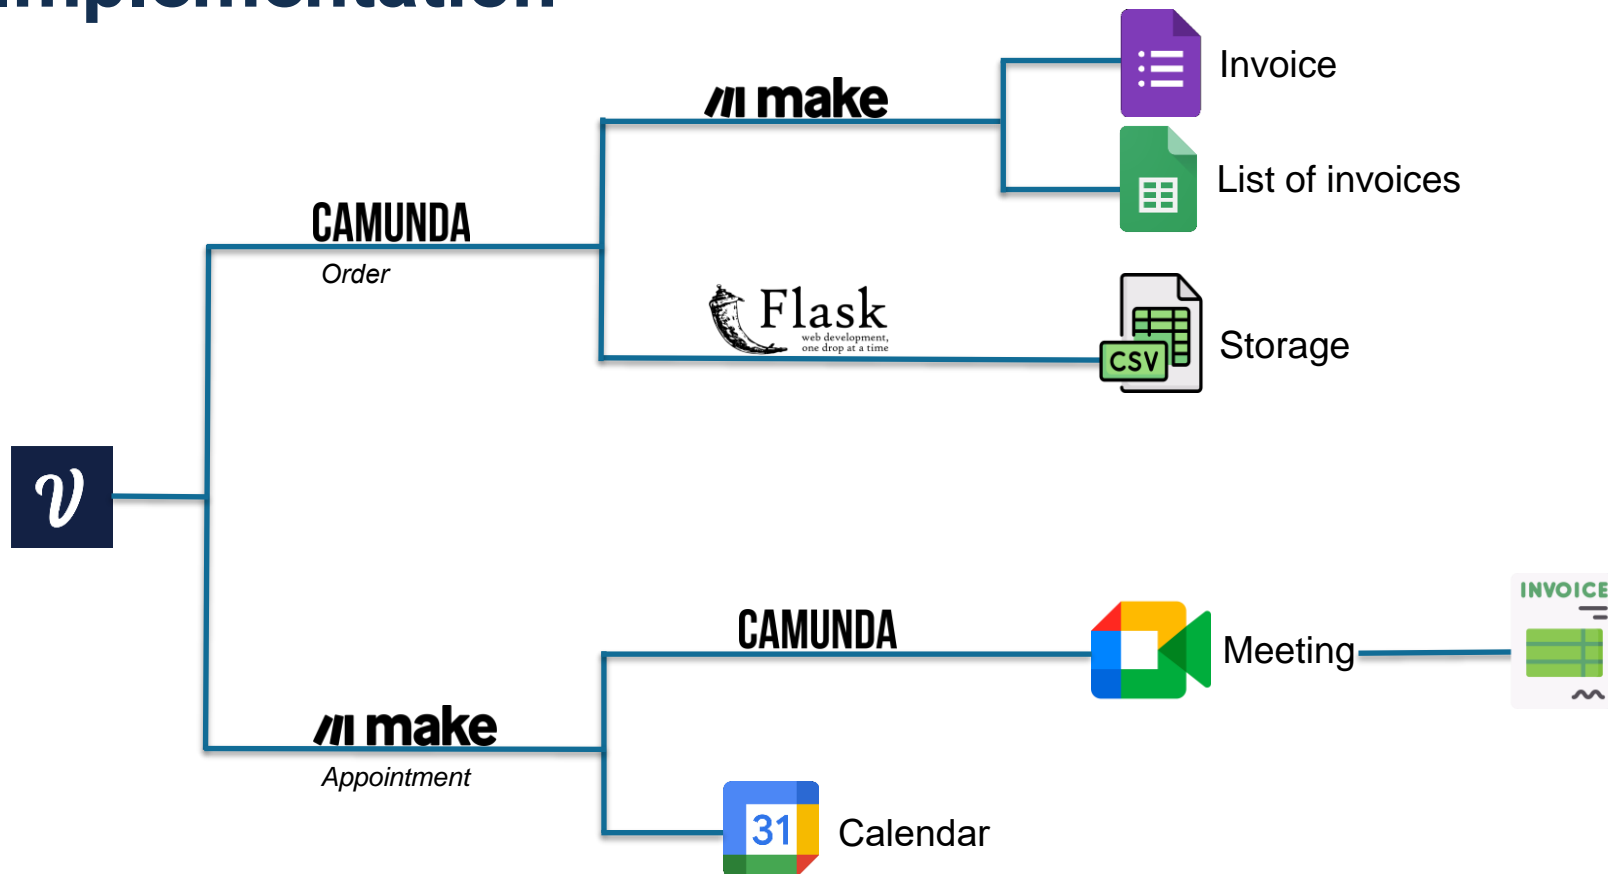 Implementation
make
Invoice
List of invoices
CAMUNDA
Order
Flask
web development,
one drop at a time
CSV
Storage
V
CAMUNDA
Meeting
INVOICE
make
Appointment
31
Calendar